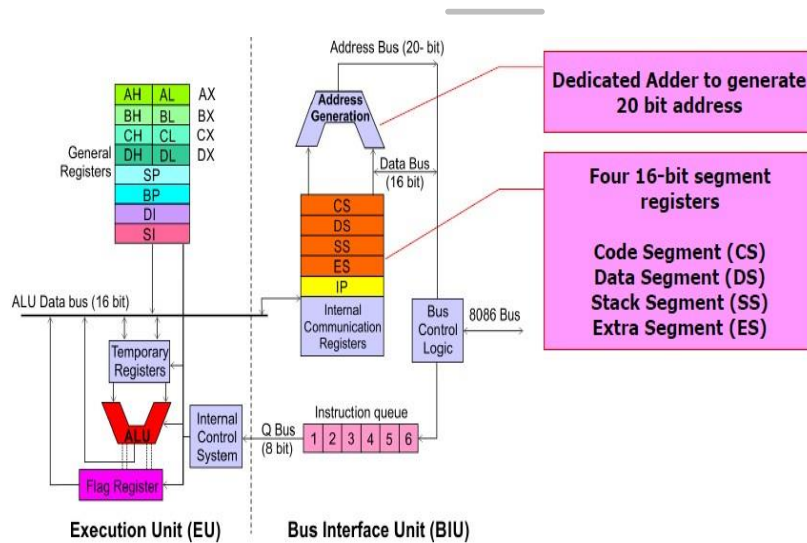 Address Bus (20- bit)
Address
Generation
Dedicated Adder to generate
20 bit address
AH AL AX
BH BL BX
CH CL CX
DH DL DX
General
Registers
SP
BP
DI
SI
Data Bus
(16 bit)
CS
DS
SS
ES
IP
Internal
Communication
Registers
Four 16-bit segment
registers
Code Segment (CS)
Data Segment (DS)
Stack Segment (SS)
Extra Segment (ES)
ALU Data bus (16 bit)
Bus
Control
Logic
8086 Bus
Temporary
Registers
ALU
Internal
Control
System
Q Bus
(8 bit)
Instruction queue
1 2 3 4 5 6
Flag Register
Execution Unit (EU)
Bus Interface Unit (BIU)